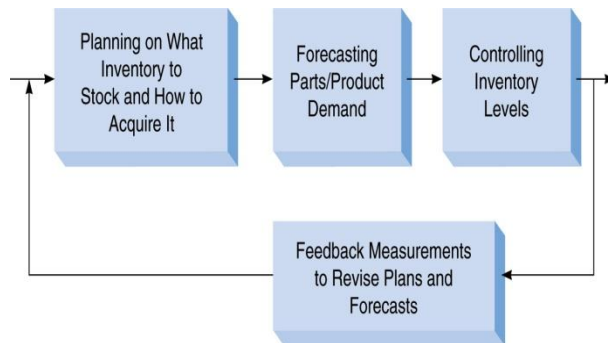 Planning on What
Inventory to
Stock and How to
Acquire It
Forecasting
Parts/Product
Demand
Controlling
Inventory
Levels
Feedback Measurements
to Revise Plans and
Forecasts